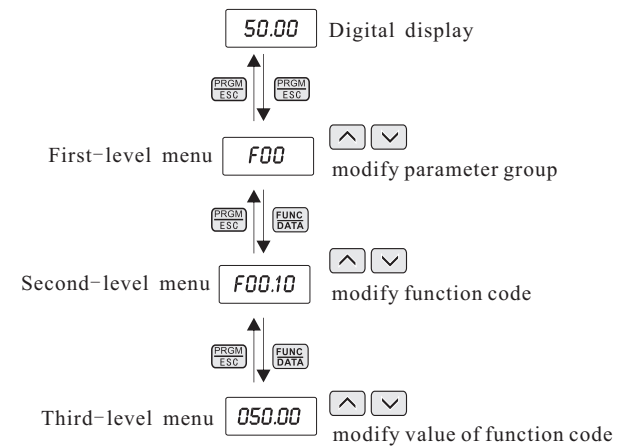 50.00 Digital display
PRGM ESC PRGM ESC
First-level menu F00
modify parameter group
PRGM ESC FUNC DATA
Second-level menu F00.10
modify function code
PRGM ESC FUNC DATA
Third-level menu 050.00
modify value of function code